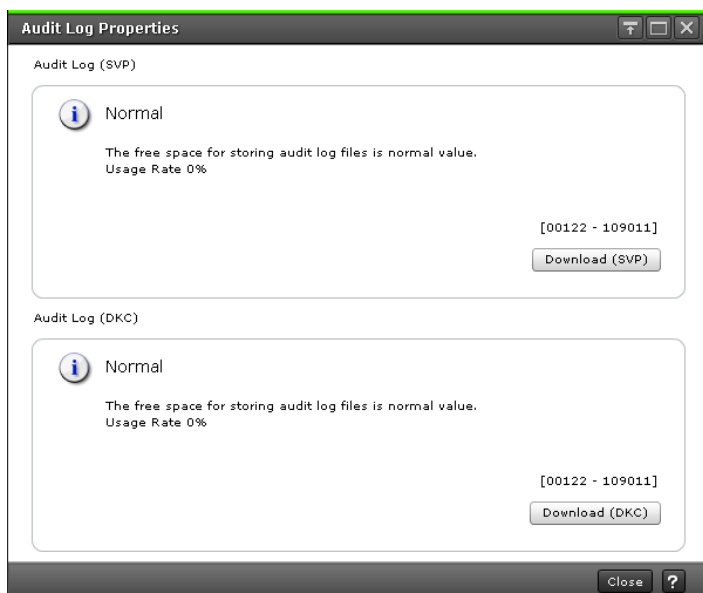 Audit Log Properties
Audit Log (SVP)
Normal
The free space for storing audit log files is normal value.
Usage Rate 0%
[00122 - 109011]
Download (SVP)
Audit Log (DKC)
Normal
The free space for storing audit log files is normal value.
Usage Rate 0%
[00122 - 109011]
Download (DKC)
Close ?